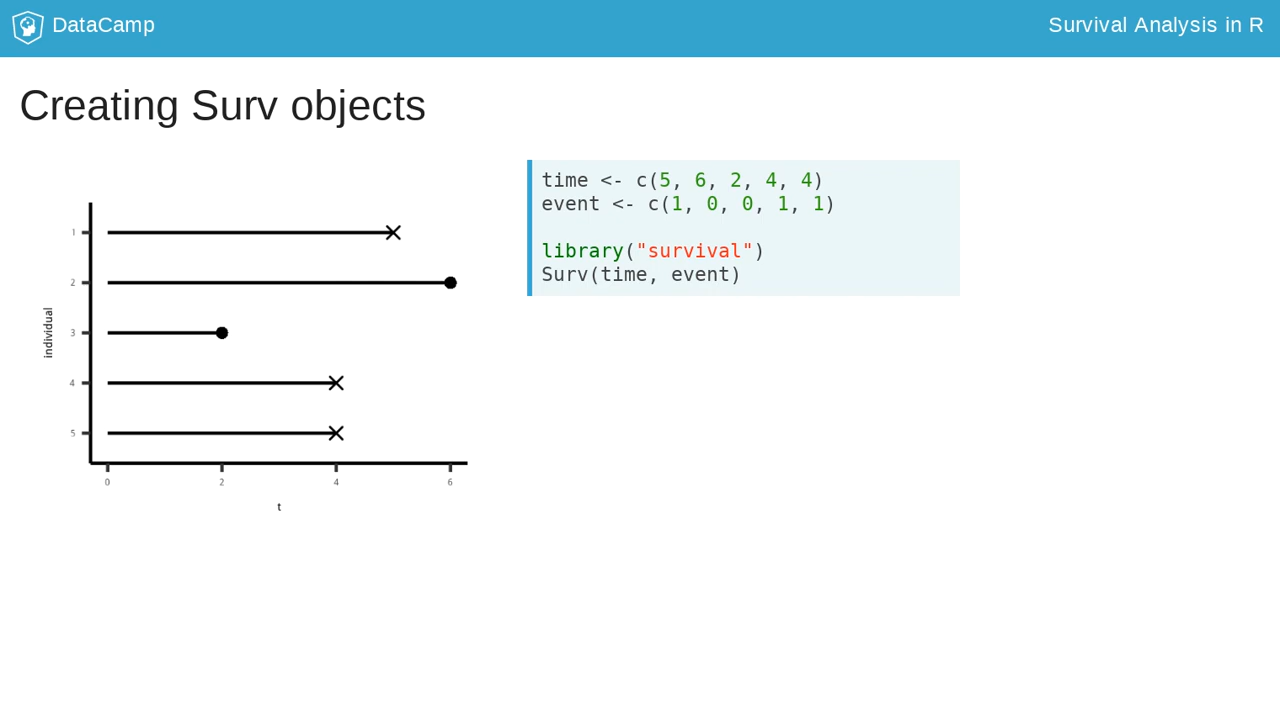 DataCamp
Survival Analysis in R
Creating Surv objects
individual
1
2
3
4
5
0 2 4 6
t
time <- c(5, 6, 2, 4, 4)
event <- c(1, 0, 0, 1, 1)
library("survival")
Surv(time, event)